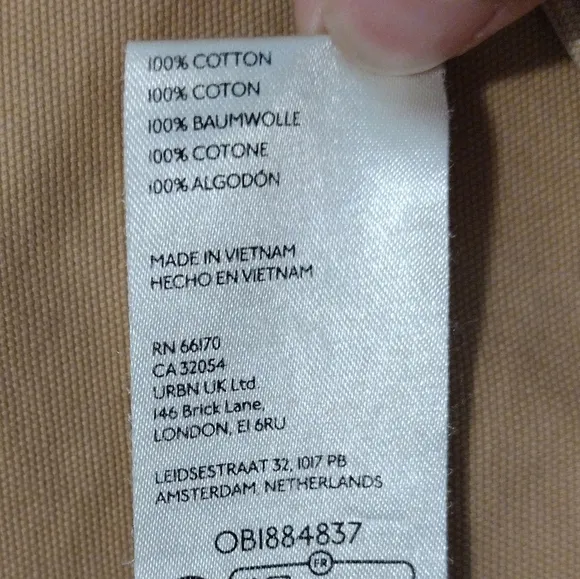 100% COTTON
100% COTON
100% BAUMWOLLE
100% COTONE
100% ALGODÓN
MADE IN VIETNAM
HECHO EN VIETNAM
RN 66170
CA 32054
URBN UK Ltd
146 Brick Lane,
LONDON, E1 6RU
LEIDSESTRAAT 32, 1017 PB
AMSTERDAM, NETHERLANDS
OB1884837
FR